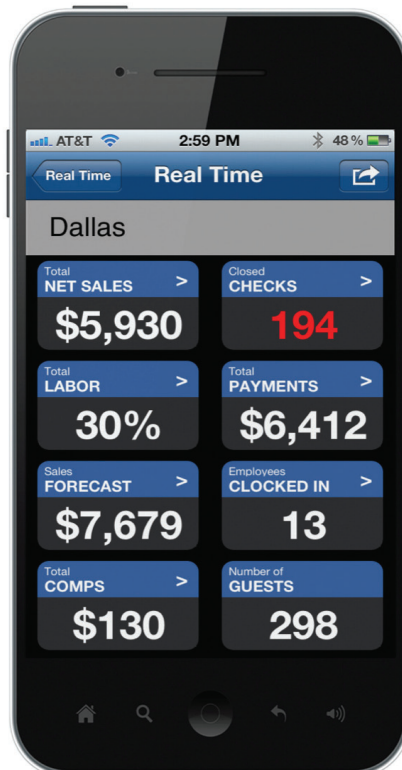 AT&T 2:59 PM 48 %
Real Time Real Time
Dallas
Total Closed
NET SALES > CHECKS >
$5,930 194
Total Total
LABOR > PAYMENTS >
30% $6,412
Sales Employees
FORECAST > CLOCKED IN >
$7,679 13
Total Number of
COMPS > GUESTS
$130 298